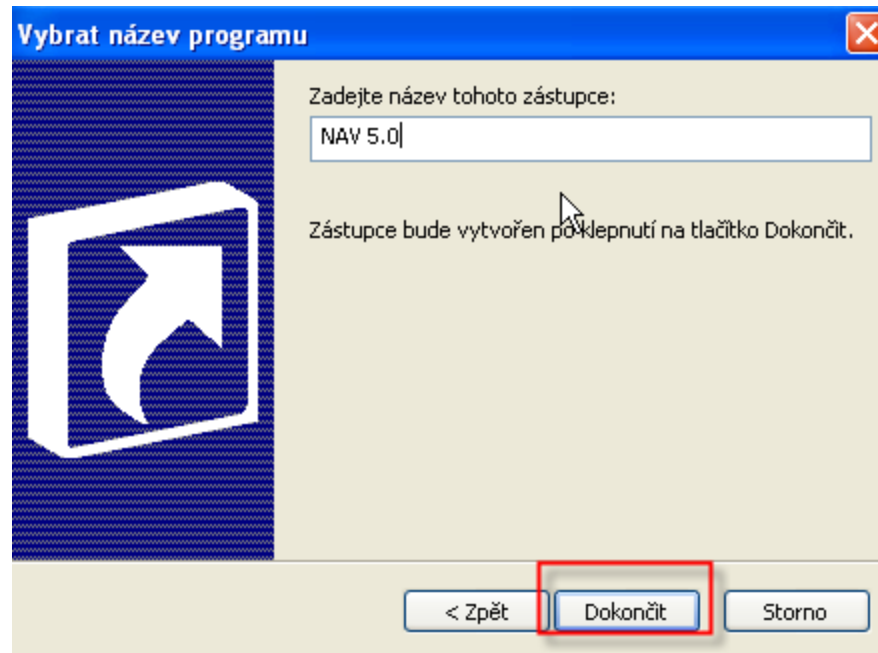 Vybrat název programu
Zadejte název tohoto zástupce:
NAV 5.0
Zástupce bude vytvořen po klepnutí na tlačítko Dokončit.
< Zpět
Dokončit
Storno